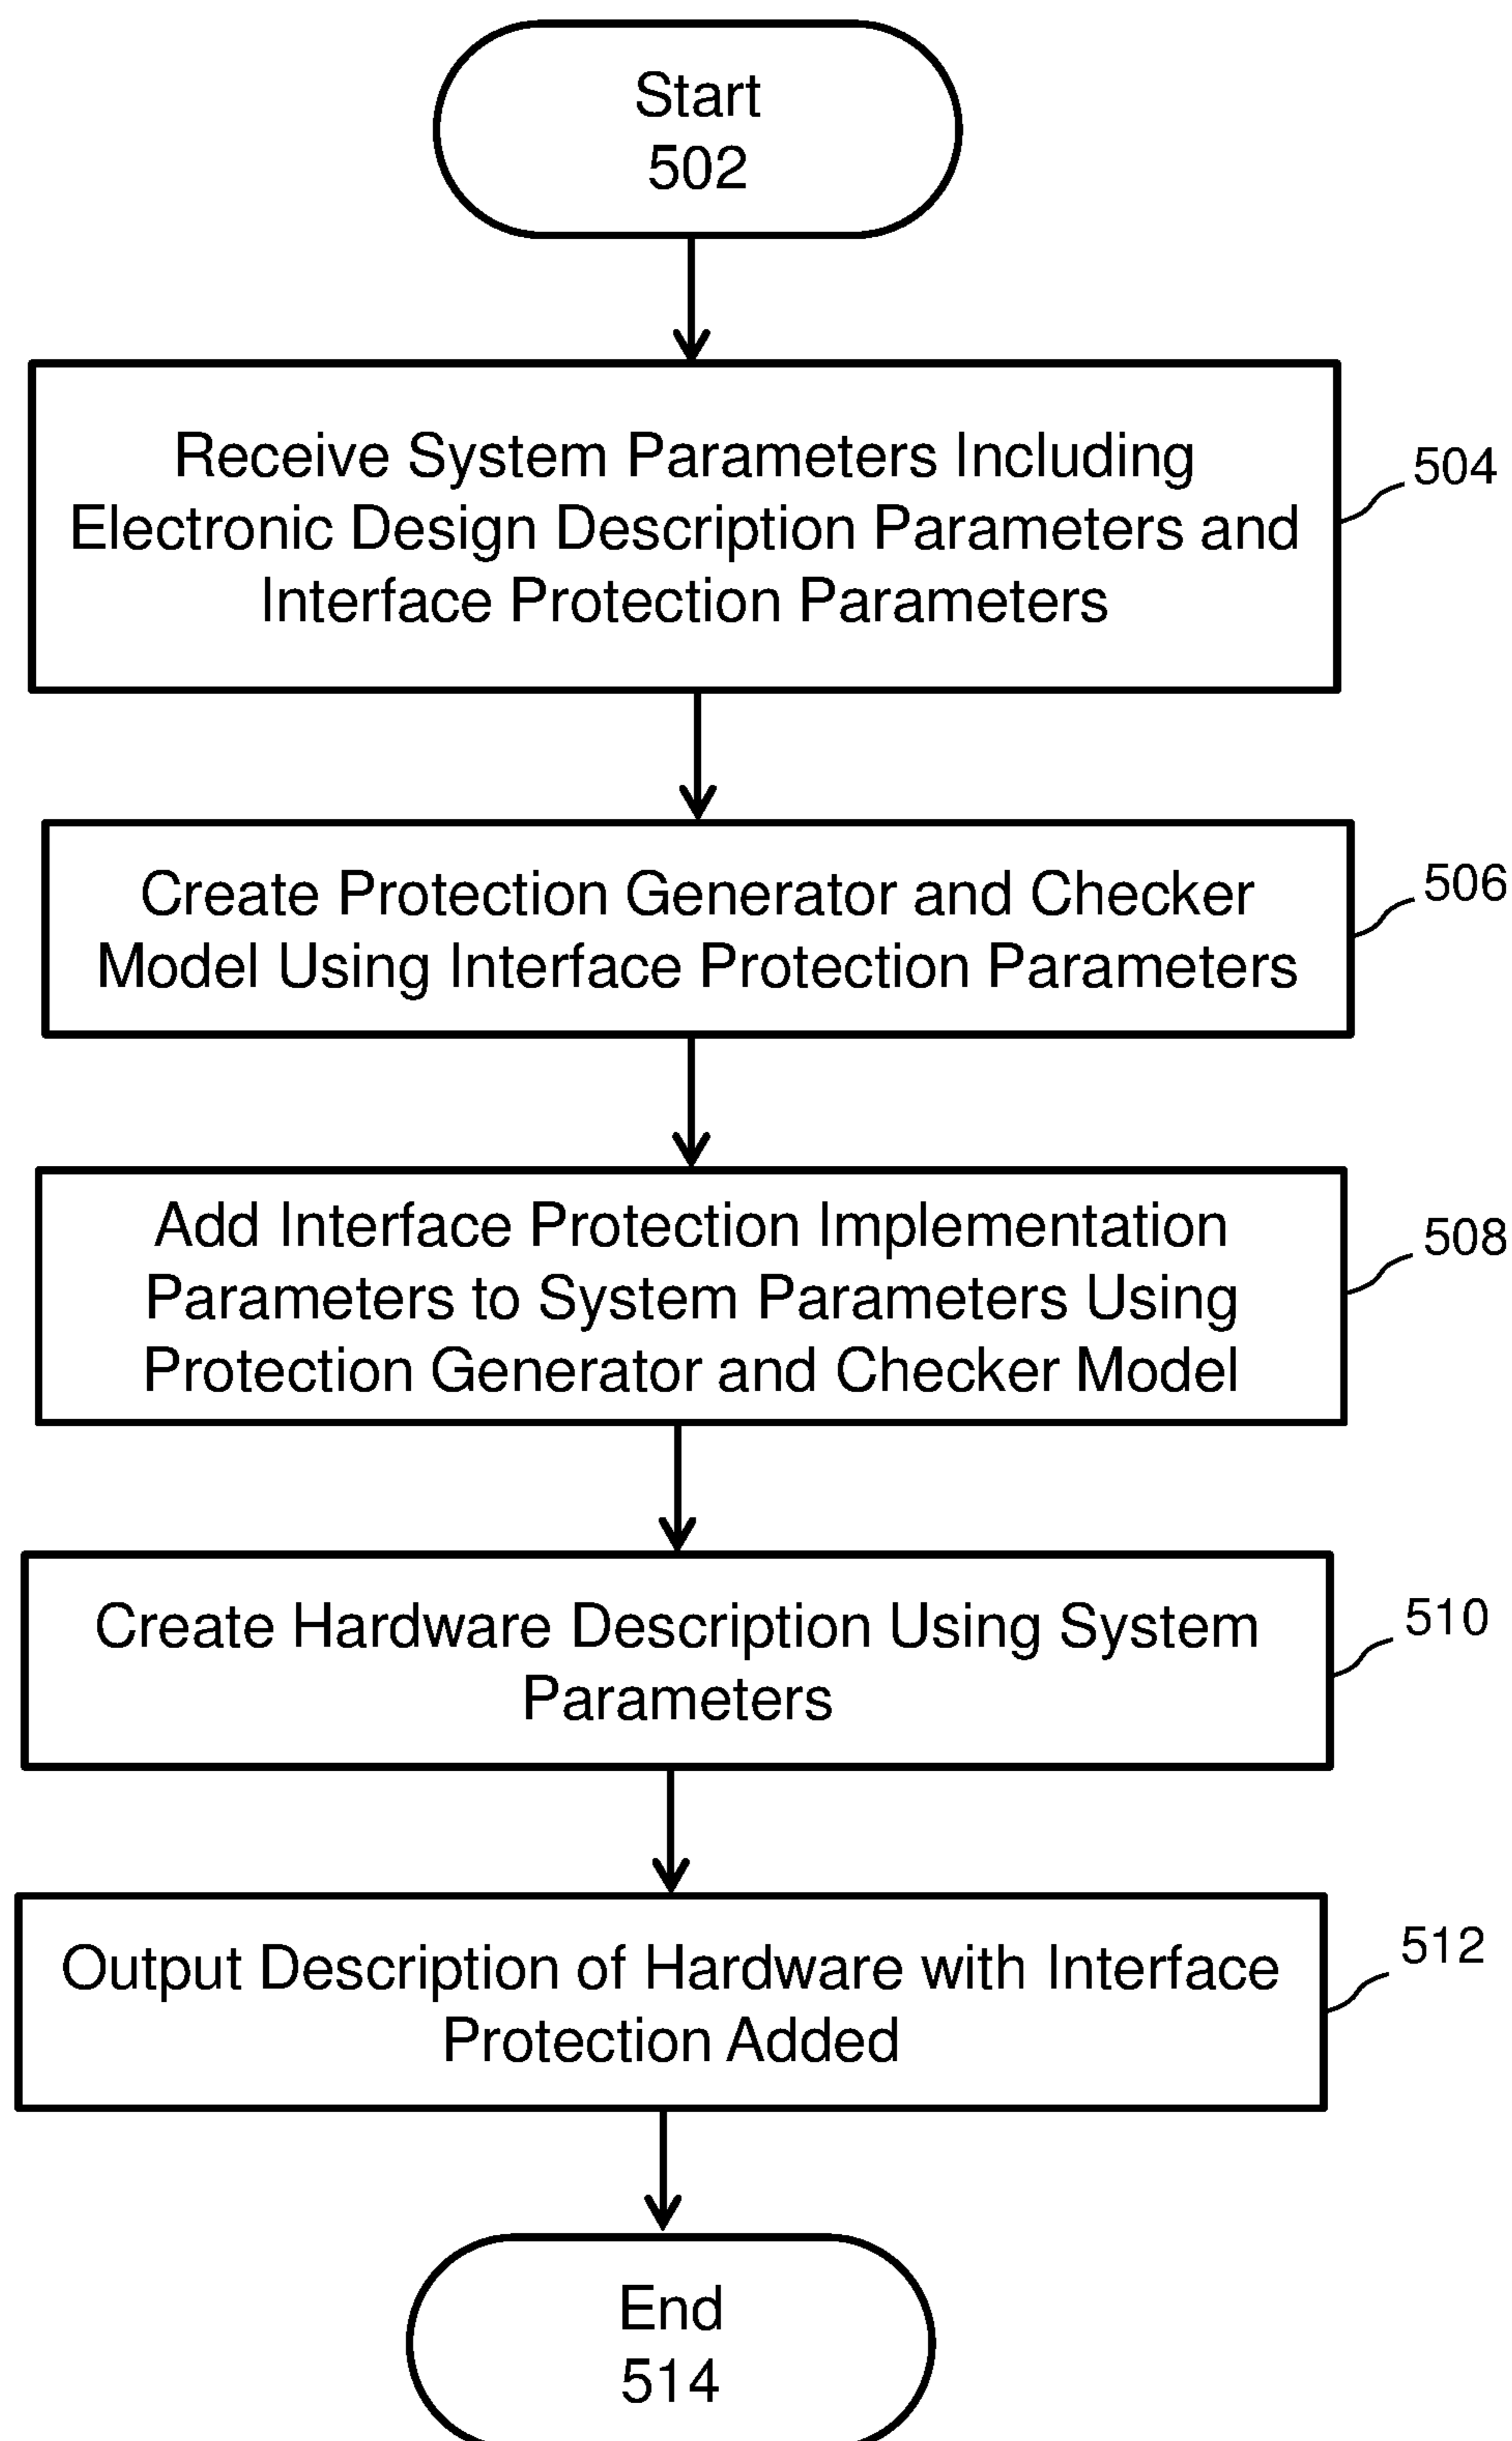 Start
502
Receive System Parameters Including
Electronic Design Description Parameters and
Interface Protection Parameters
504
Create Protection Generator and Checker
Model Using Interface Protection Parameters
506
Add Interface Protection Implementation
Parameters to System Parameters Using
Protection Generator and Checker Model
508
Create Hardware Description Using System
Parameters
510
Output Description of Hardware with Interface
Protection Added
512
End
514